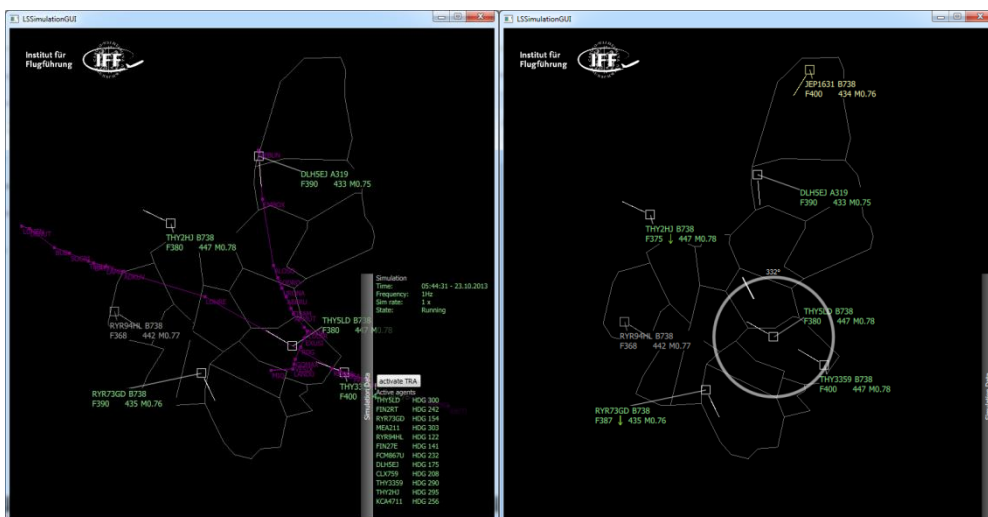 LSSimulationGUI
Institut für
Flugführung
IFF
DLH5EJ A319
F390 433 M0.75
THY2HJ B738
F380 447 M0.78
RYR94HL B738
F368 442 M0.77
THY5LD B738
F380 447 M0.78
RYR73GD B738
F390 435 M0.76
THY3359
F400
Simulation
Time: 05:44:31 - 23.10.2013
Frequency: 1Hz
Sim rate: 1 x
State: Running
Simulation Data
activate TRA
Active agents
THY5LD HDG 300
FIN2RT HDG 242
RYR73GD HDG 154
MEA211 HDG 303
RYR94HL HDG 122
FIN27E HDG 141
FCM867U HDG 232
DLH5EJ HDG 175
CLX759 HDG 208
THY3359 HDG 290
THY2HJ HDG 295
KCA4711 HDG 256
LSSimulationGUI
Institut für
Flugführung
IFF
JEP1631 B738
F400 434 M0.76
DLH5EJ A319
F390 433 M0.75
THY2HJ B738
F375 ↓ 447 M0.78
332°
THY5LD B738
F380 447 M0.78
RYR94HL B738
F368 442 M0.77
THY3359 B738
F400 447 M0.78
RYR73GD B738
F387 ↓ 435 M0.76